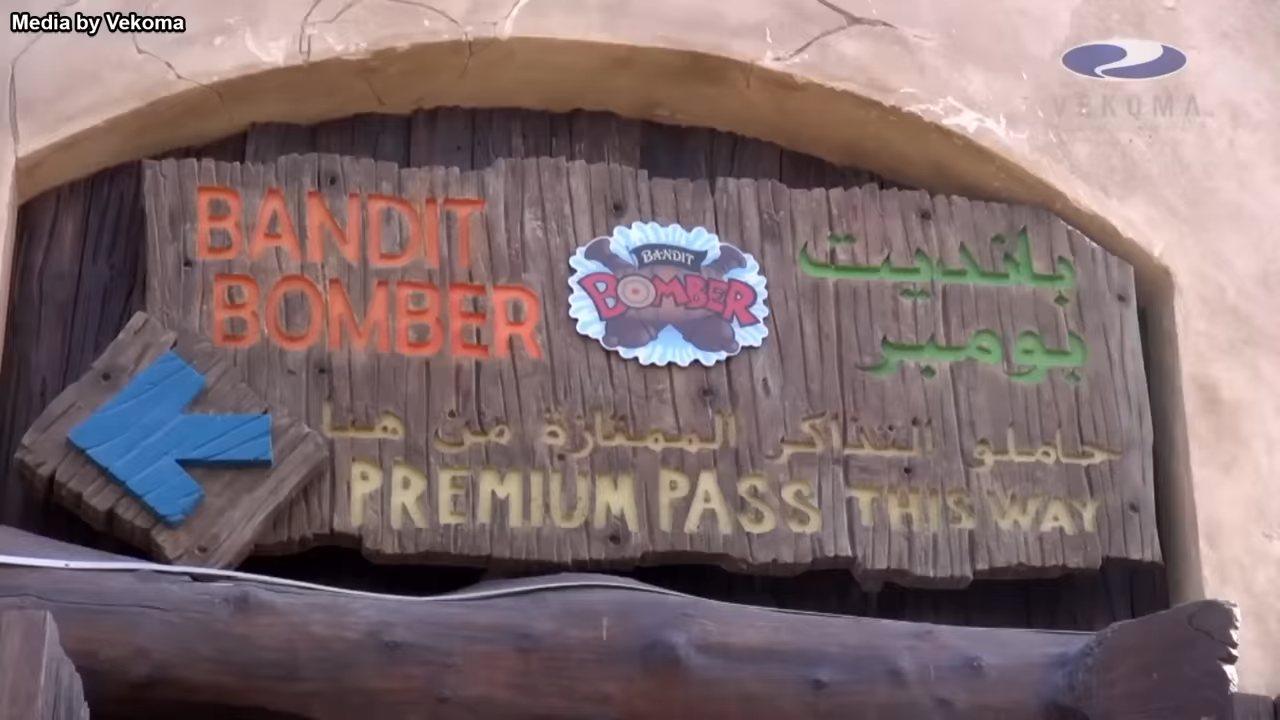 Media by Vekoma
VEKOMA
BANDIT
BOMBER
BANDIT
BOMBER
بانديت
بومبر
حاملو التذاكر الممتازة من هنا
PREMIUM PASS THIS WAY